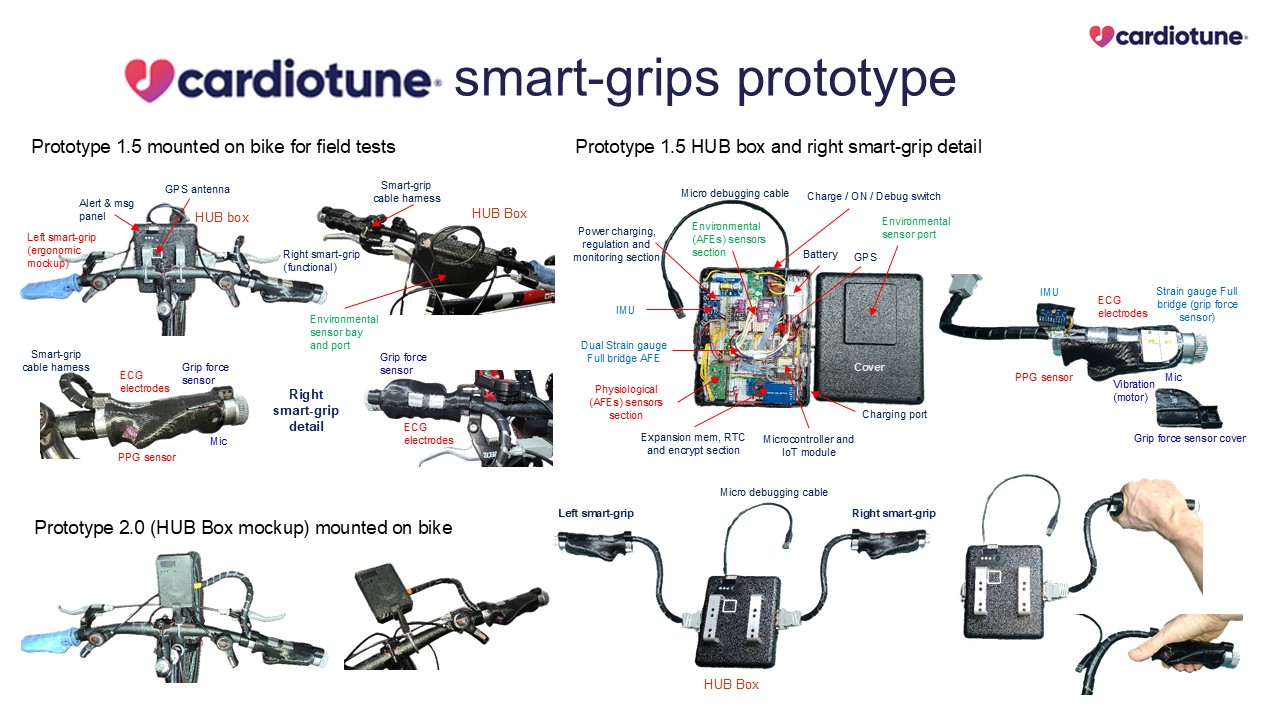 cardiotune®
cardiotune® smart-grips prototype
Prototype 1.5 mounted on bike for field tests
GPS antenna
Alert & msg
panel
HUB box
Left smart-grip
(ergonomic
mockup)
Smart-grip
cable harness
HUB Box
Right smart-grip
(functional)
Environmental
sensor bay
and port
Smart-grip
cable harness
ECG
electrodes
Grip force
sensor
Mic
PPG sensor
Right
smart-grip
detail
Grip force
sensor
ECG
electrodes
Prototype 1.5 HUB box and right smart-grip detail
Micro debugging cable
Charge / ON / Debug switch
Power charging,
regulation and
monitoring section
Environmental
(AFEs) sensors
section
Environmental
sensor port
Battery
GPS
IMU
Dual Strain gauge
Full bridge AFE
Physiological
(AFEs) sensors
section
Cover
Charging port
Expansion mem, RTC
and encrypt section
Microcontroller and
IoT module
IMU
ECG
electrodes
Strain gauge Full
bridge (grip force
sensor)
PPG sensor
Vibration
(motor)
Mic
Grip force sensor cover
Prototype 2.0 (HUB Box mockup) mounted on bike
Micro debugging cable
Left smart-grip
Right smart-grip
HUB Box